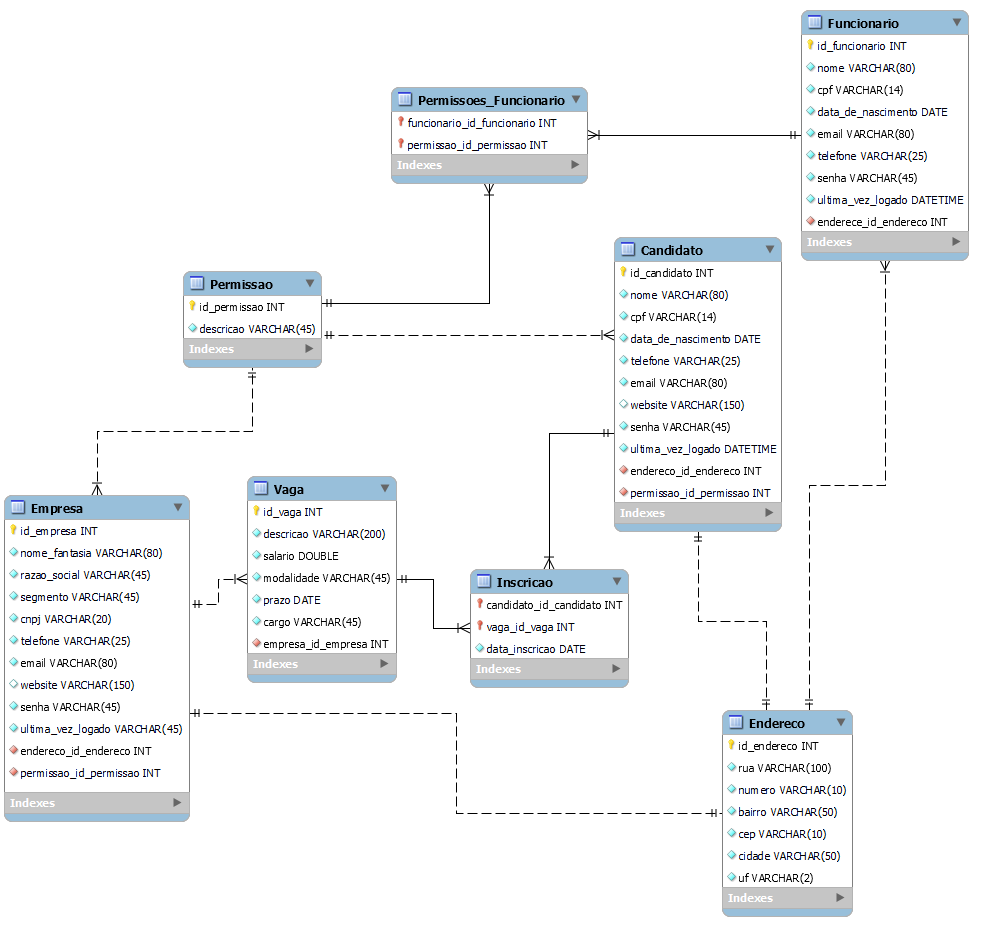 Funcionario
id_funcionario INT
nome VARCHAR(80)
cpf VARCHAR(14)
data_de_nascimento DATE
email VARCHAR(80)
telefone VARCHAR(25)
senha VARCHAR(45)
ultima_vez_logado DATETIME
enderece_id_endereco INT
Indexes
Permissoes_Funcionario
funcionario_id_funcionario INT
permissao_id_permissao INT
Indexes
Candidato
id_candidato INT
nome VARCHAR(80)
cpf VARCHAR(14)
data_de_nascimento DATE
telefone VARCHAR(25)
email VARCHAR(80)
website VARCHAR(150)
senha VARCHAR(45)
ultima_vez_logado DATETIME
endereco_id_endereco INT
permissao_id_permissao INT
Indexes
Permissao
id_permissao INT
descricao VARCHAR(45)
Indexes
Empresa
id_empresa INT
nome_fantasia VARCHAR(80)
razao_social VARCHAR(45)
segmento VARCHAR(45)
cnpj VARCHAR(20)
telefone VARCHAR(25)
email VARCHAR(80)
website VARCHAR(150)
senha VARCHAR(45)
ultima_vez_logado VARCHAR(45)
endereco_id_endereco INT
permissao_id_permissao INT
Indexes
Vaga
id_vaga INT
descricao VARCHAR(200)
salario DOUBLE
modalidade VARCHAR(45)
prazo DATE
cargo VARCHAR(45)
empresa_id_empresa INT
Indexes
Inscricao
candidato_id_candidato INT
vaga_id_vaga INT
data_inscricao DATE
Indexes
Endereco
id_endereco INT
rua VARCHAR(100)
numero VARCHAR(10)
bairro VARCHAR(50)
cep VARCHAR(10)
cidade VARCHAR(50)
uf VARCHAR(2)
Indexes